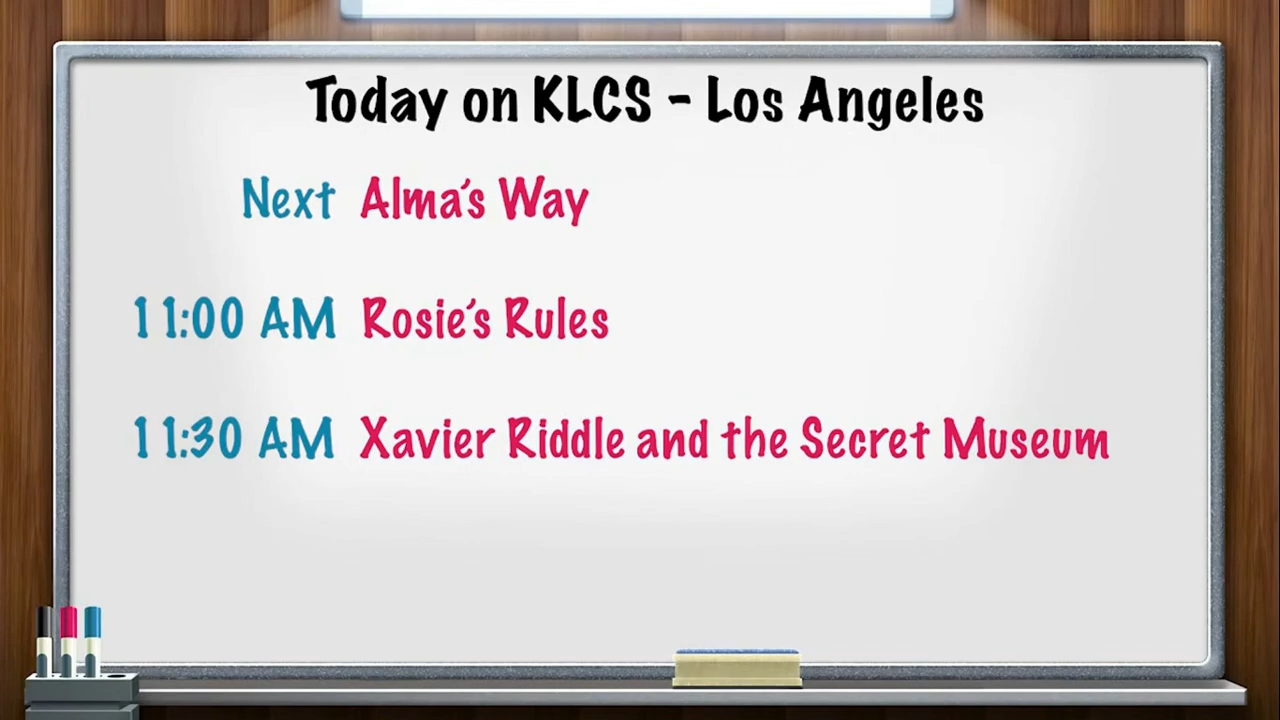 Today on KLCS - Los Angeles
Next Alma's Way
11:00 AM Rosie's Rules
11:30 AM Xavier Riddle and the Secret Museum